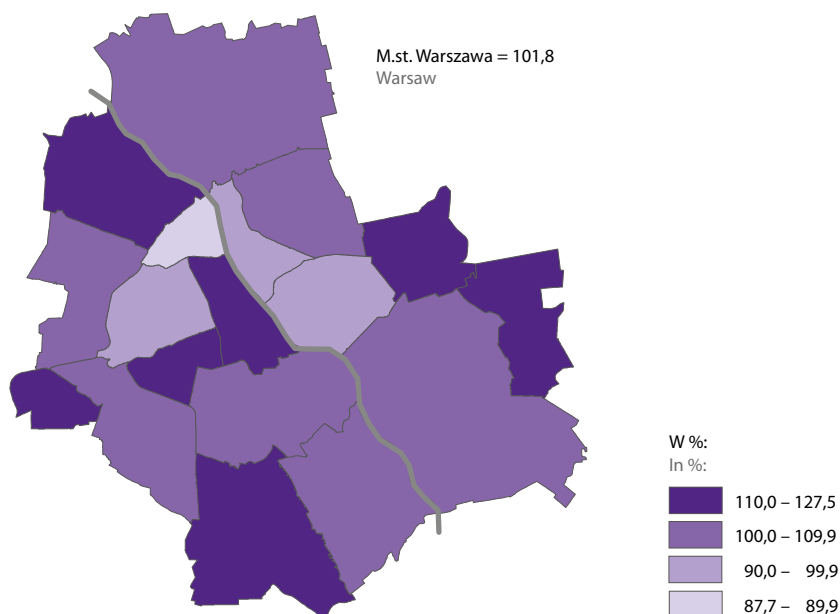 M.st. Warszawa = 101,8
Warsaw
W %:
In %:
110,0 – 127,5
100,0 – 109,9
90,0 – 99,9
87,7 – 89,9